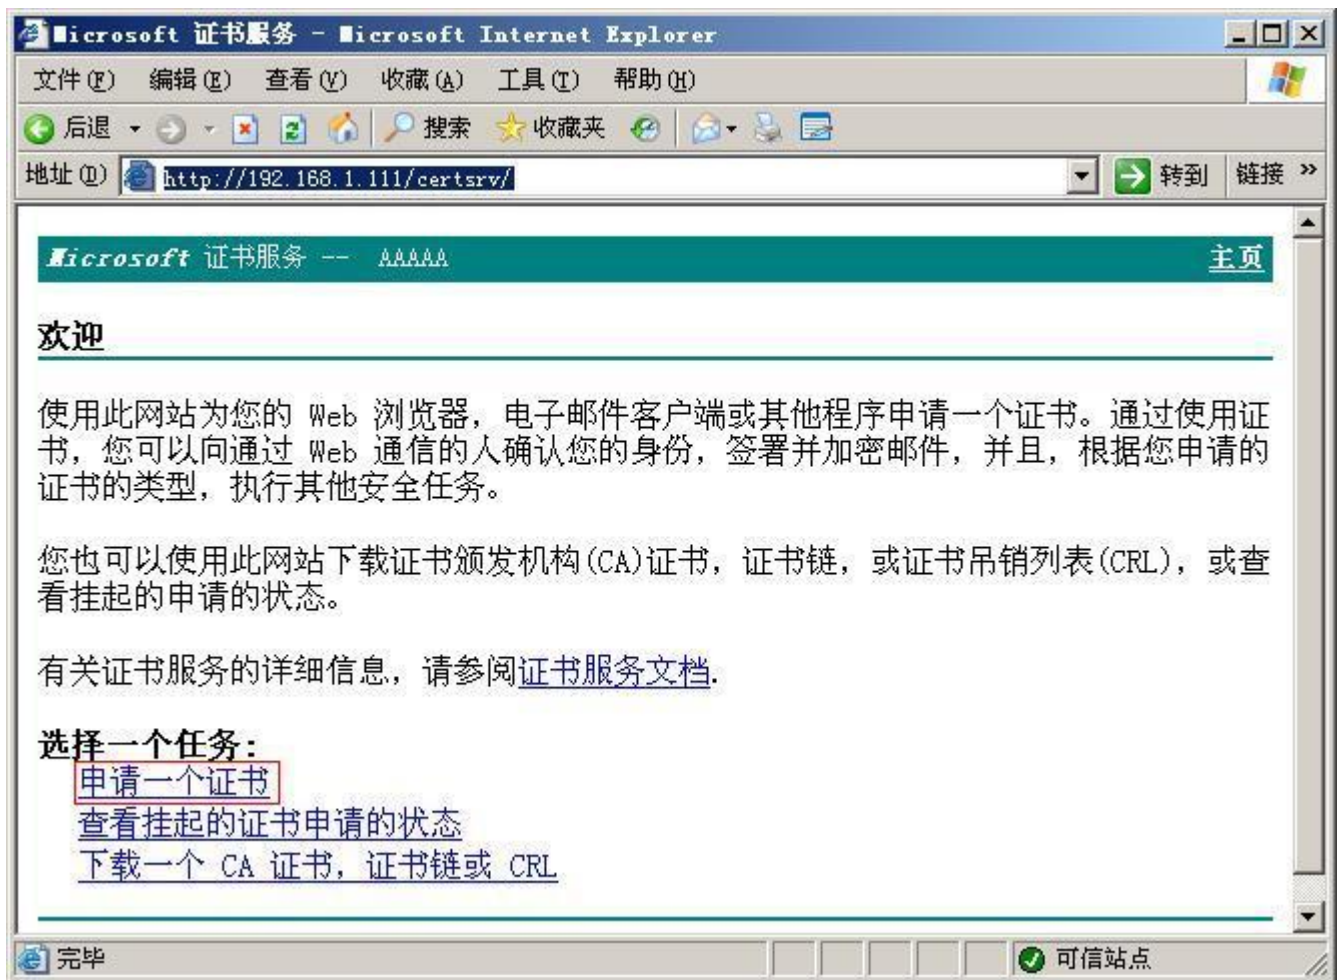 Microsoft 证书服务 - Microsoft Internet Explorer
文件(F) 编辑(E) 查看(V) 收藏(A) 工具(T) 帮助(H)
后退 搜索 收藏夹
地址(D) http://192.168.1.111/certsrv/ 转到 链接 »
Microsoft 证书服务 -- AAAAA 主页
欢迎
使用此网站为您的 Web 浏览器，电子邮件客户端或其他程序申请一个证书。通过使用证
书，您可以向通过 Web 通信的人确认您的身份，签署并加密邮件，并且，根据您申请的
证书的类型，执行其他安全任务。
您也可以使用此网站下载证书颁发机构(CA)证书，证书链，或证书吊销列表(CRL)，或查
看挂起的申请的状态。
有关证书服务的详细信息，请参阅证书服务文档.
选择一个任务:
申请一个证书
查看挂起的证书申请的状态
下载一个 CA 证书，证书链或 CRL
完毕 可信站点